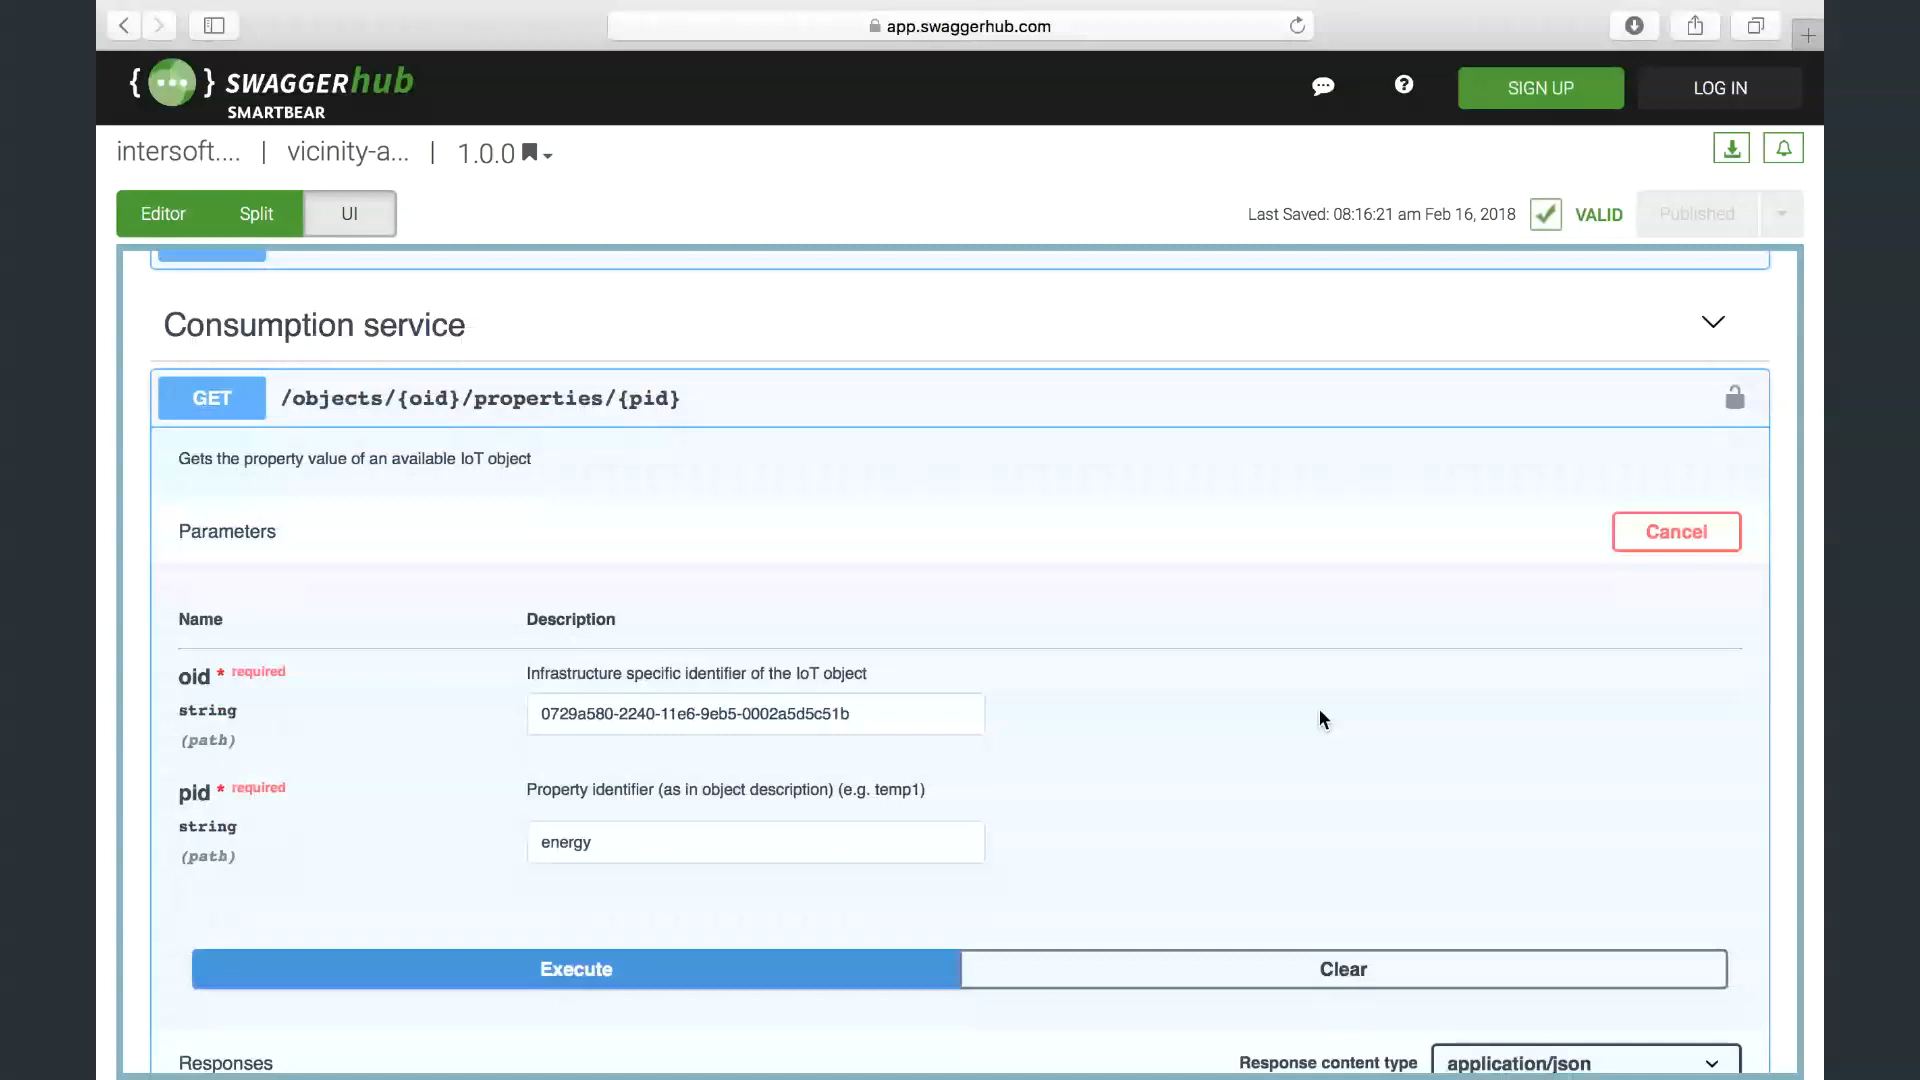 app.swaggerhub.com
{ ... } SWAGGERhub
SMARTBEAR
SIGN UP
LOG IN
intersoft.... | vicinity-a... | 1.0.0
Editor
Split
UI
Last Saved: 08:16:21 am Feb 16, 2018
VALID
Published
Consumption service
GET /objects/{oid}/properties/{pid}
Gets the property value of an available IoT object
Parameters
Cancel
Name
Description
oid * required
Infrastructure specific identifier of the IoT object
string
0729a580-2240-11e6-9eb5-0002a5d5c51b
(path)
pid * required
Property identifier (as in object description) (e.g. temp1)
string
energy
(path)
Execute
Clear
Responses
Response content type
application/json